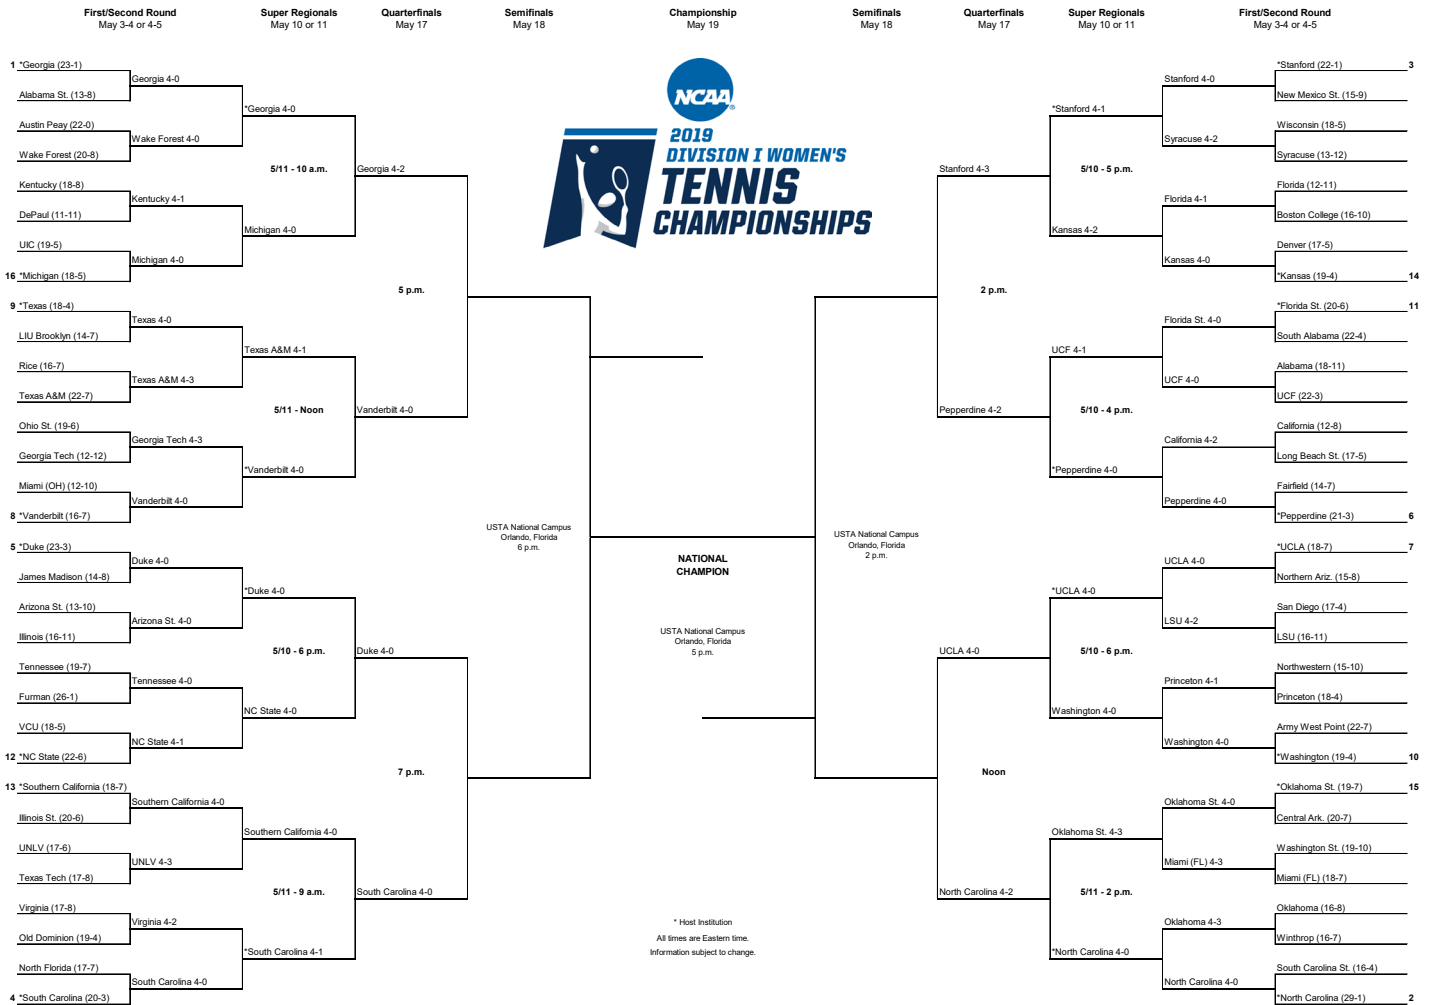 First/Second Round
May 3-4 or 4-5
Super Regionals
May 10 or 11
Quarterfinals
May 17
Semifinals
May 18
Championship
May 19
Semifinals
May 18
Quarterfinals
May 17
Super Regionals
May 10 or 11
First/Second Round
May 3-4 or 4-5
1 *Georgia (23-1)
Alabama St. (13-8)
Austin Peay (22-0)
Wake Forest (20-8)
Kentucky (18-8)
DePaul (11-11)
UIC (19-5)
16 *Michigan (18-5)
9 *Texas (18-4)
LIU Brooklyn (14-7)
Rice (16-7)
Texas A&M (22-7)
Ohio St. (19-6)
Georgia Tech (12-12)
Miami (OH) (12-10)
8 *Vanderbilt (16-7)
5 *Duke (23-3)
James Madison (14-8)
Arizona St. (13-10)
Illinois (16-11)
Tennessee (19-7)
Furman (26-1)
VCU (18-5)
12 *NC State (22-6)
13 *Southern California (18-7)
Illinois St. (20-6)
UNLV (17-6)
Texas Tech (17-8)
Virginia (17-8)
Old Dominion (19-4)
North Florida (17-7)
4 *South Carolina (20-3)
Georgia 4-0
Wake Forest 4-0
Kentucky 4-1
Michigan 4-0
Texas 4-0
Texas A&M 4-3
Georgia Tech 4-3
Vanderbilt 4-0
Duke 4-0
Arizona St. 4-0
Tennessee 4-0
NC State 4-1
Southern California 4-0
UNLV 4-3
Virginia 4-2
South Carolina 4-0
*Georgia 4-0
5/11 - 10 a.m.
Michigan 4-0
Texas A&M 4-1
5/11 - Noon
*Vanderbilt 4-0
*Duke 4-0
5/10 - 6 p.m.
NC State 4-0
Southern California 4-0
5/11 - 9 a.m.
*South Carolina 4-1
Georgia 4-2
5 p.m.
Vanderbilt 4-0
Duke 4-0
7 p.m.
South Carolina 4-0
USTA National Campus
Orlando, Florida
6 p.m.
NCAA
2019
DIVISION I WOMEN'S
TENNIS
CHAMPIONSHIPS
NATIONAL
CHAMPION
USTA National Campus
Orlando, Florida
5 p.m.
* Host Institution
All times are Eastern time.
Information subject to change.
USTA National Campus
Orlando, Florida
2 p.m.
Stanford 4-3
2 p.m.
Pepperdine 4-2
UCLA 4-0
Noon
North Carolina 4-2
*Stanford 4-1
5/10 - 5 p.m.
Kansas 4-2
UCF 4-1
5/10 - 4 p.m.
*Pepperdine 4-0
*UCLA 4-0
5/10 - 6 p.m.
Washington 4-0
Oklahoma St. 4-3
5/11 - 2 p.m.
*North Carolina 4-0
Stanford 4-0
Syracuse 4-2
Florida 4-1
Kansas 4-0
Florida St. 4-0
UCF 4-0
California 4-2
Pepperdine 4-0
UCLA 4-0
LSU 4-2
Princeton 4-1
Washington 4-0
Oklahoma St. 4-0
Miami (FL) 4-3
Oklahoma 4-3
North Carolina 4-0
*Stanford (22-1) 3
New Mexico St. (15-9)
Wisconsin (18-5)
Syracuse (13-12)
Florida (12-11)
Boston College (16-10)
Denver (17-5)
*Kansas (19-4) 14
*Florida St. (20-6) 11
South Alabama (22-4)
Alabama (18-11)
UCF (22-3)
California (12-8)
Long Beach St. (17-5)
Fairfield (14-7)
*Pepperdine (21-3) 6
*UCLA (18-7) 7
Northern Ariz. (15-8)
San Diego (17-4)
LSU (16-11)
Northwestern (15-10)
Princeton (18-4)
Army West Point (22-7)
*Washington (19-4) 10
*Oklahoma St. (19-7) 15
Central Ark. (20-7)
Washington St. (19-10)
Miami (FL) (18-7)
Oklahoma (16-8)
Winthrop (16-7)
South Carolina St. (16-4)
*North Carolina (29-1) 2